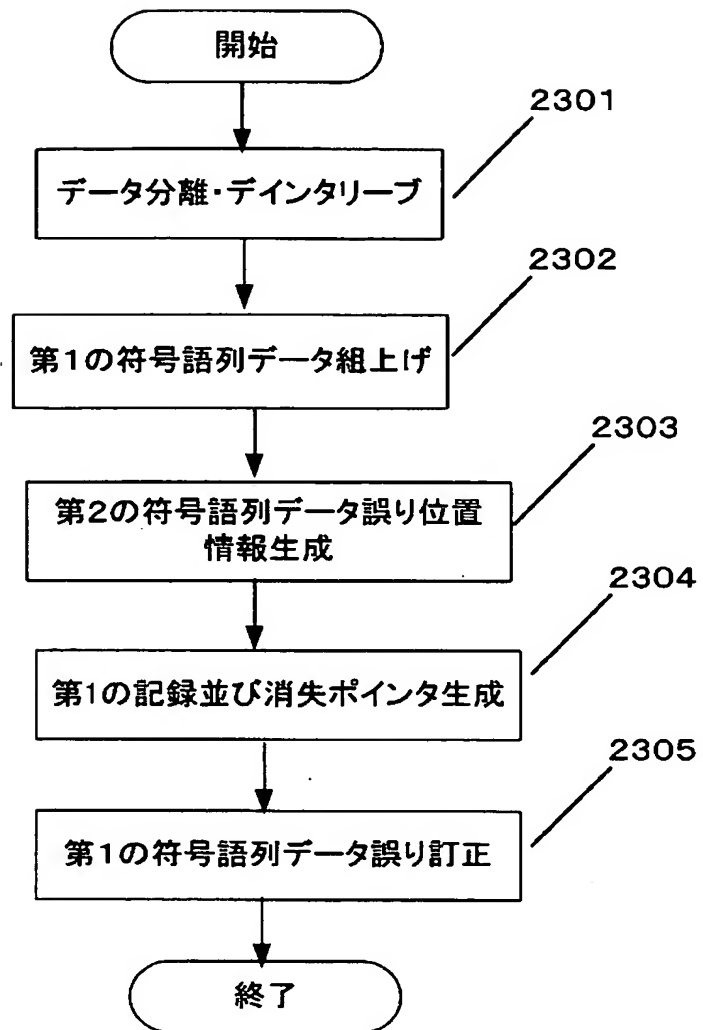 開始
2301
データ分離・デインタリーブ
2302
第1の符号語列データ組上げ
2303
第2の符号語列データ誤り位置
情報生成
2304
第1の記録並び消失ポインタ生成
2305
第1の符号語列データ誤り訂正
終了